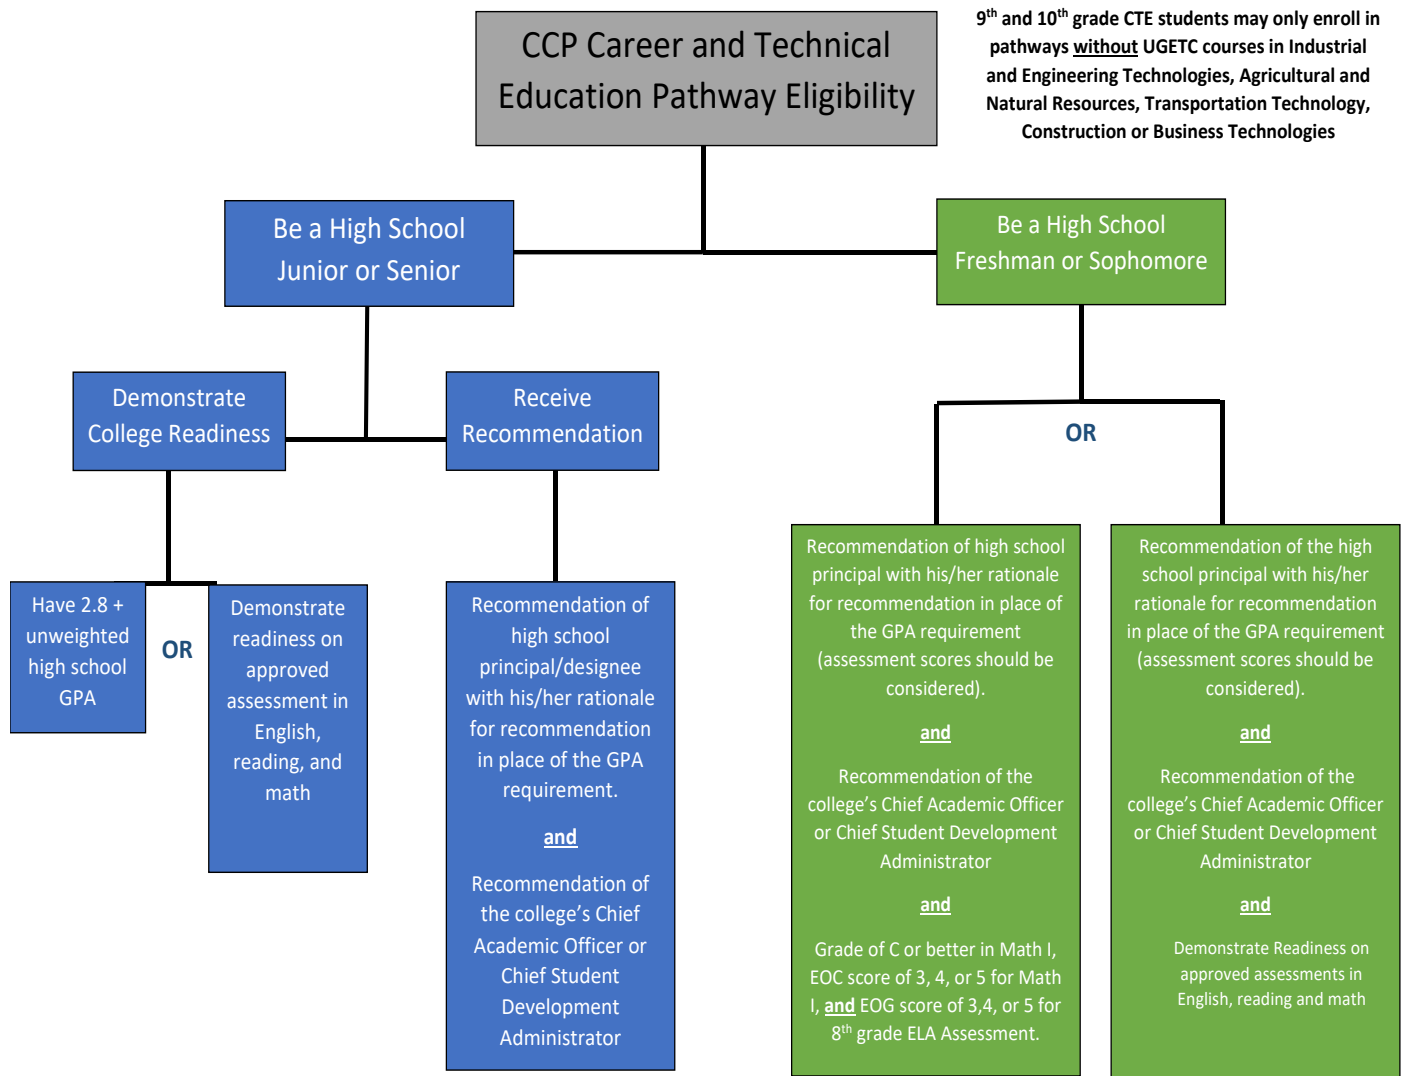 CCP Career and Technical
Education Pathway Eligibility
9th and 10th grade CTE students may only enroll in
pathways without UGETC courses in Industrial
and Engineering Technologies, Agricultural and
Natural Resources, Transportation Technology,
Construction or Business Technologies
Be a High School
Junior or Senior
Be a High School
Freshman or Sophomore
Demonstrate
College Readiness
Receive
Recommendation
OR
Have 2.8 +
unweighted
high school
GPA
OR
Demonstrate
readiness on
approved
assessment in
English,
reading, and
math
Recommendation of
high school
principal/designee
with his/her rationale
for recommendation
in place of the GPA
requirement.
and
Recommendation of
the college’s Chief
Academic Officer or
Chief Student
Development
Administrator
Recommendation of high school
principal with his/her rationale
for recommendation in place of
the GPA requirement
(assessment scores should be
considered).
and
Recommendation of the
college’s Chief Academic Officer
or Chief Student Development
Administrator
and
Grade of C or better in Math I,
EOC score of 3, 4, or 5 for Math
I, and EOG score of 3,4, or 5 for
8th grade ELA Assessment.
Recommendation of the high
school principal with his/her
rationale for recommendation
in place of the GPA requirement
(assessment scores should be
considered).
and
Recommendation of the
college’s Chief Academic Officer
or Chief Student Development
Administrator
and
Demonstrate Readiness on
approved assessments in
English, reading and math